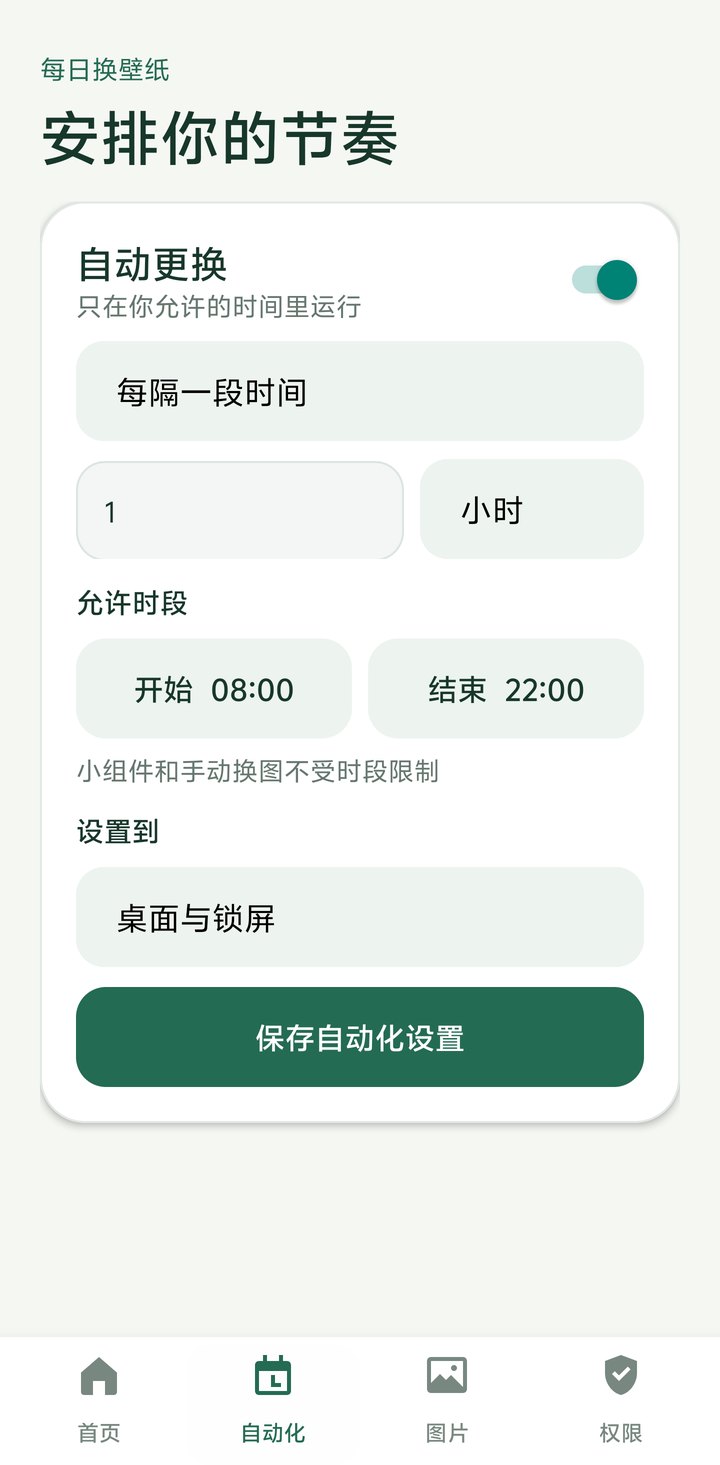 每日换壁纸
安排你的节奏
自动更换
只在你允许的时间里运行
每隔一段时间
1 小时
允许时段
开始 08:00 结束 22:00
小组件和手动换图不受时段限制
设置到
桌面与锁屏
保存自动化设置
首页 自动化 图片 权限